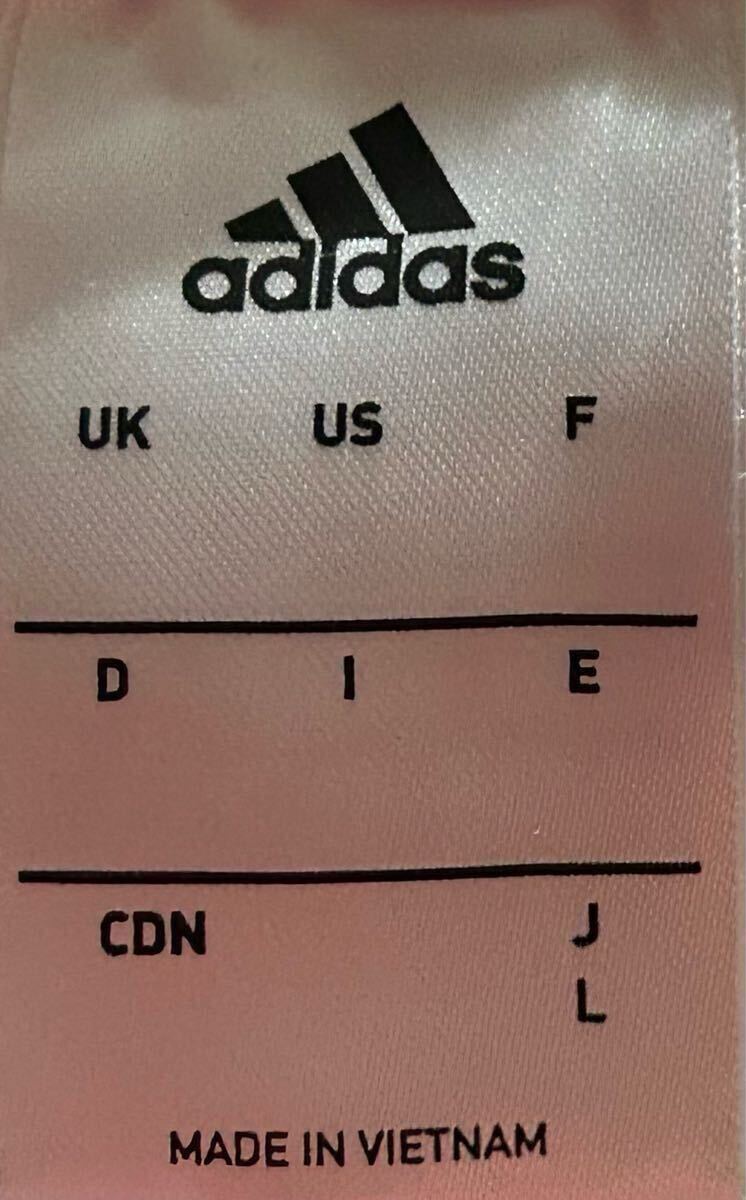 adidas
UK US F
D I E
CDN J
L
MADE IN VIETNAM